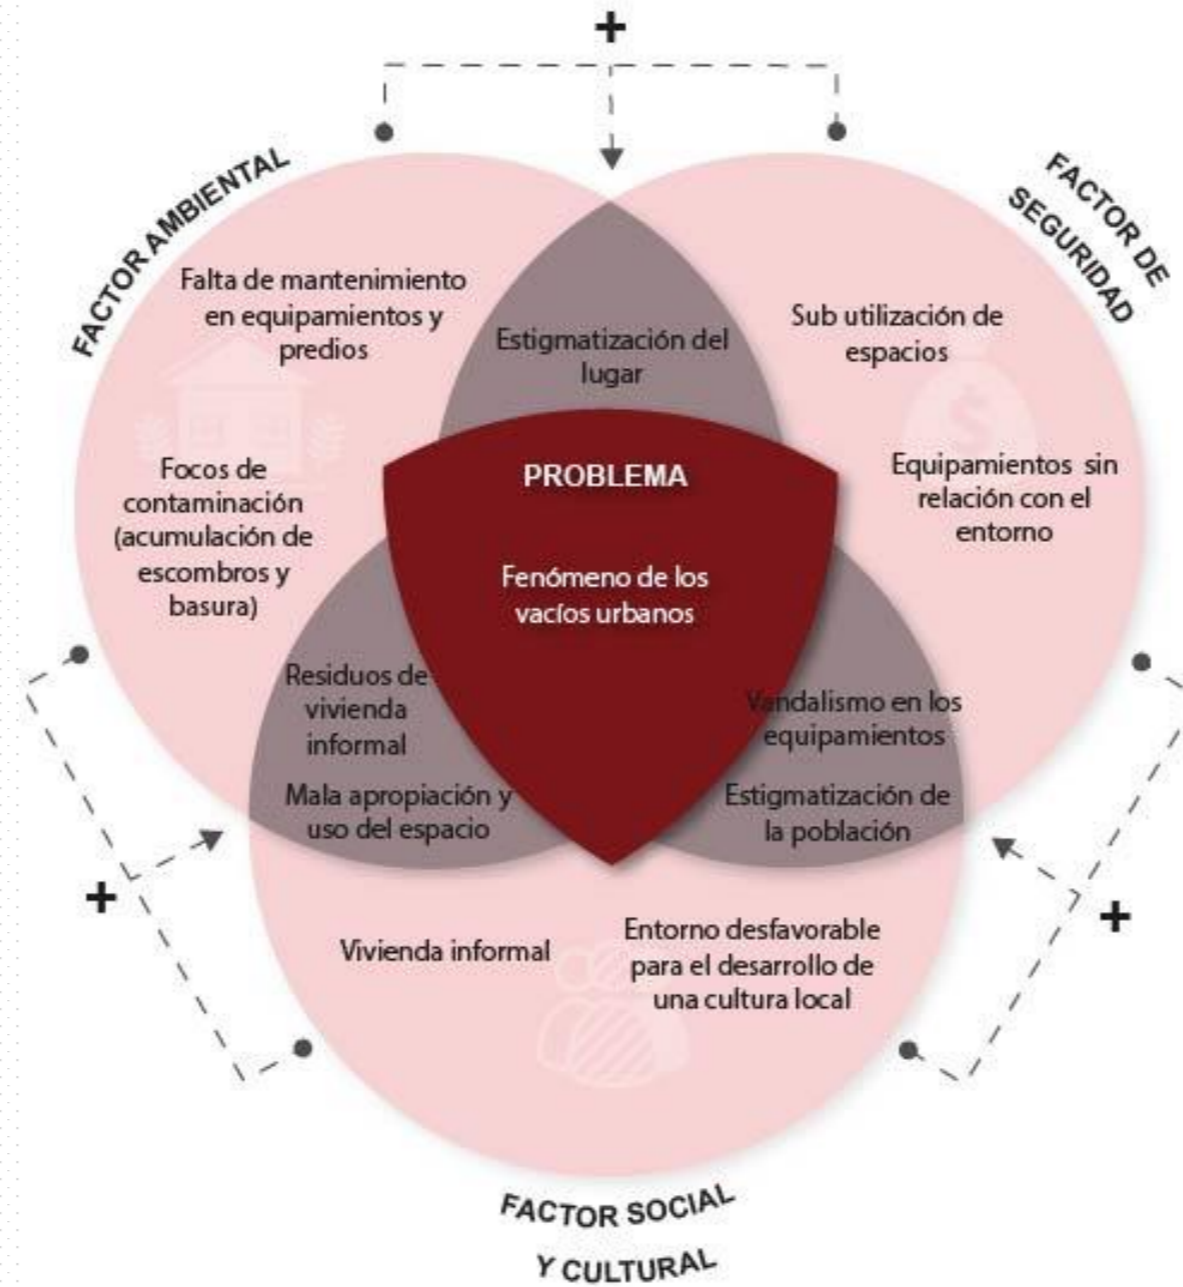 +
FACTOR AMBIENTAL
FACTOR DE
SEGURIDAD
Falta de mantenimiento
en equipamientos y
predios
Focos de
contaminación
(acumulación de
escombros y
basura)
Estigmatización del
lugar
Sub utilización de
espacios
$
Equipamientos sin
relación con el
entorno
PROBLEMA
Fenómeno de los
vacíos urbanos
Residuos de
vivienda
informal
Mala apropiación y
uso del espacio
Vandalismo en los
equipamientos
Estigmatización de
la población
+
+
Vivienda informal
Entorno desfavorable
para el desarrollo de
una cultura local
FACTOR SOCIAL
Y CULTURAL